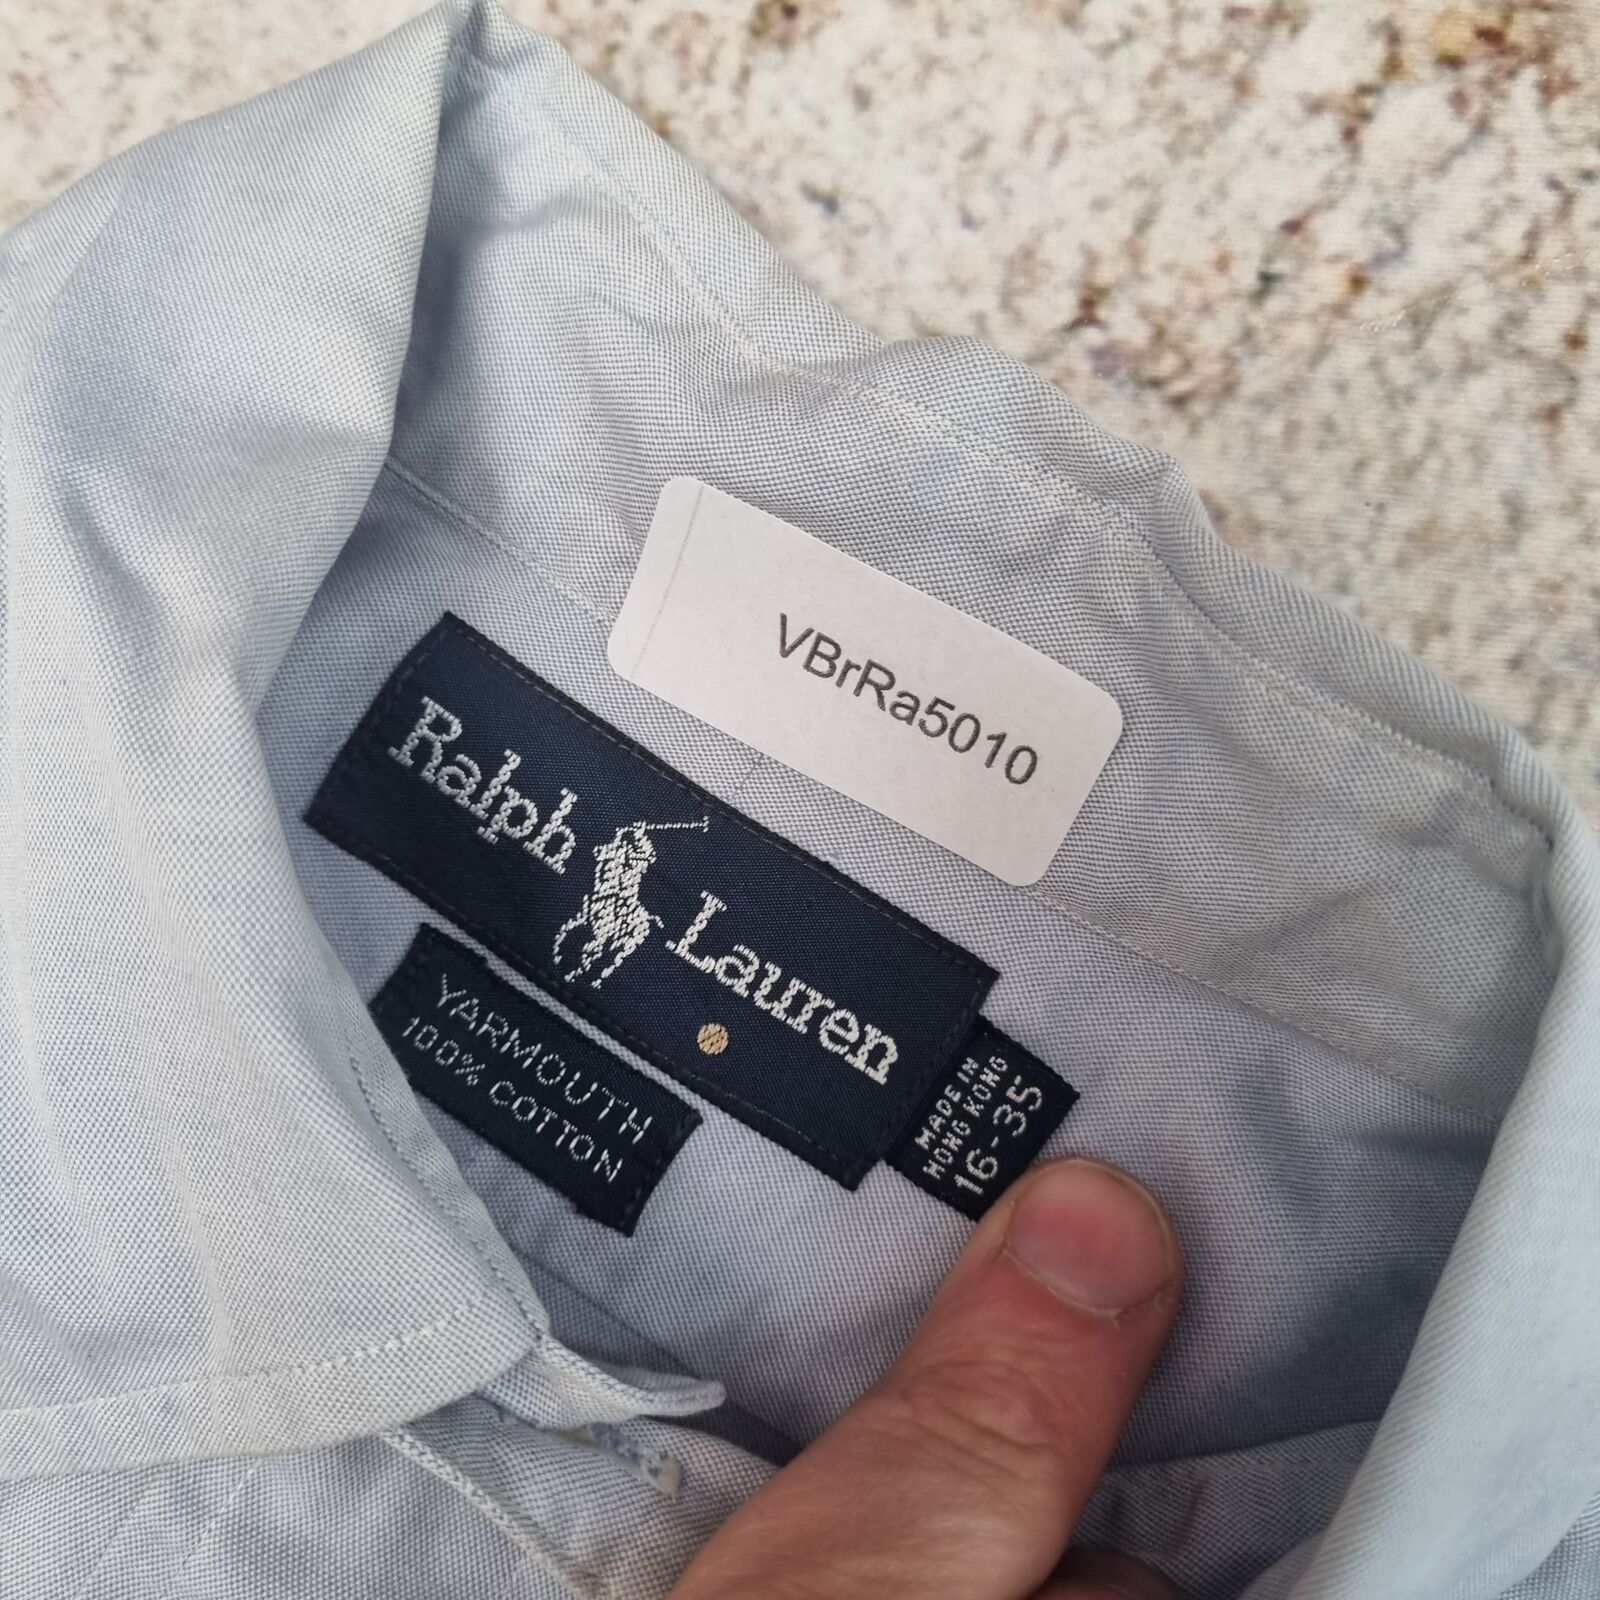 VBrRa5010
Ralph Lauren
YARMOUTH
100% COTTON
MADE IN
HONG KONG
16-35